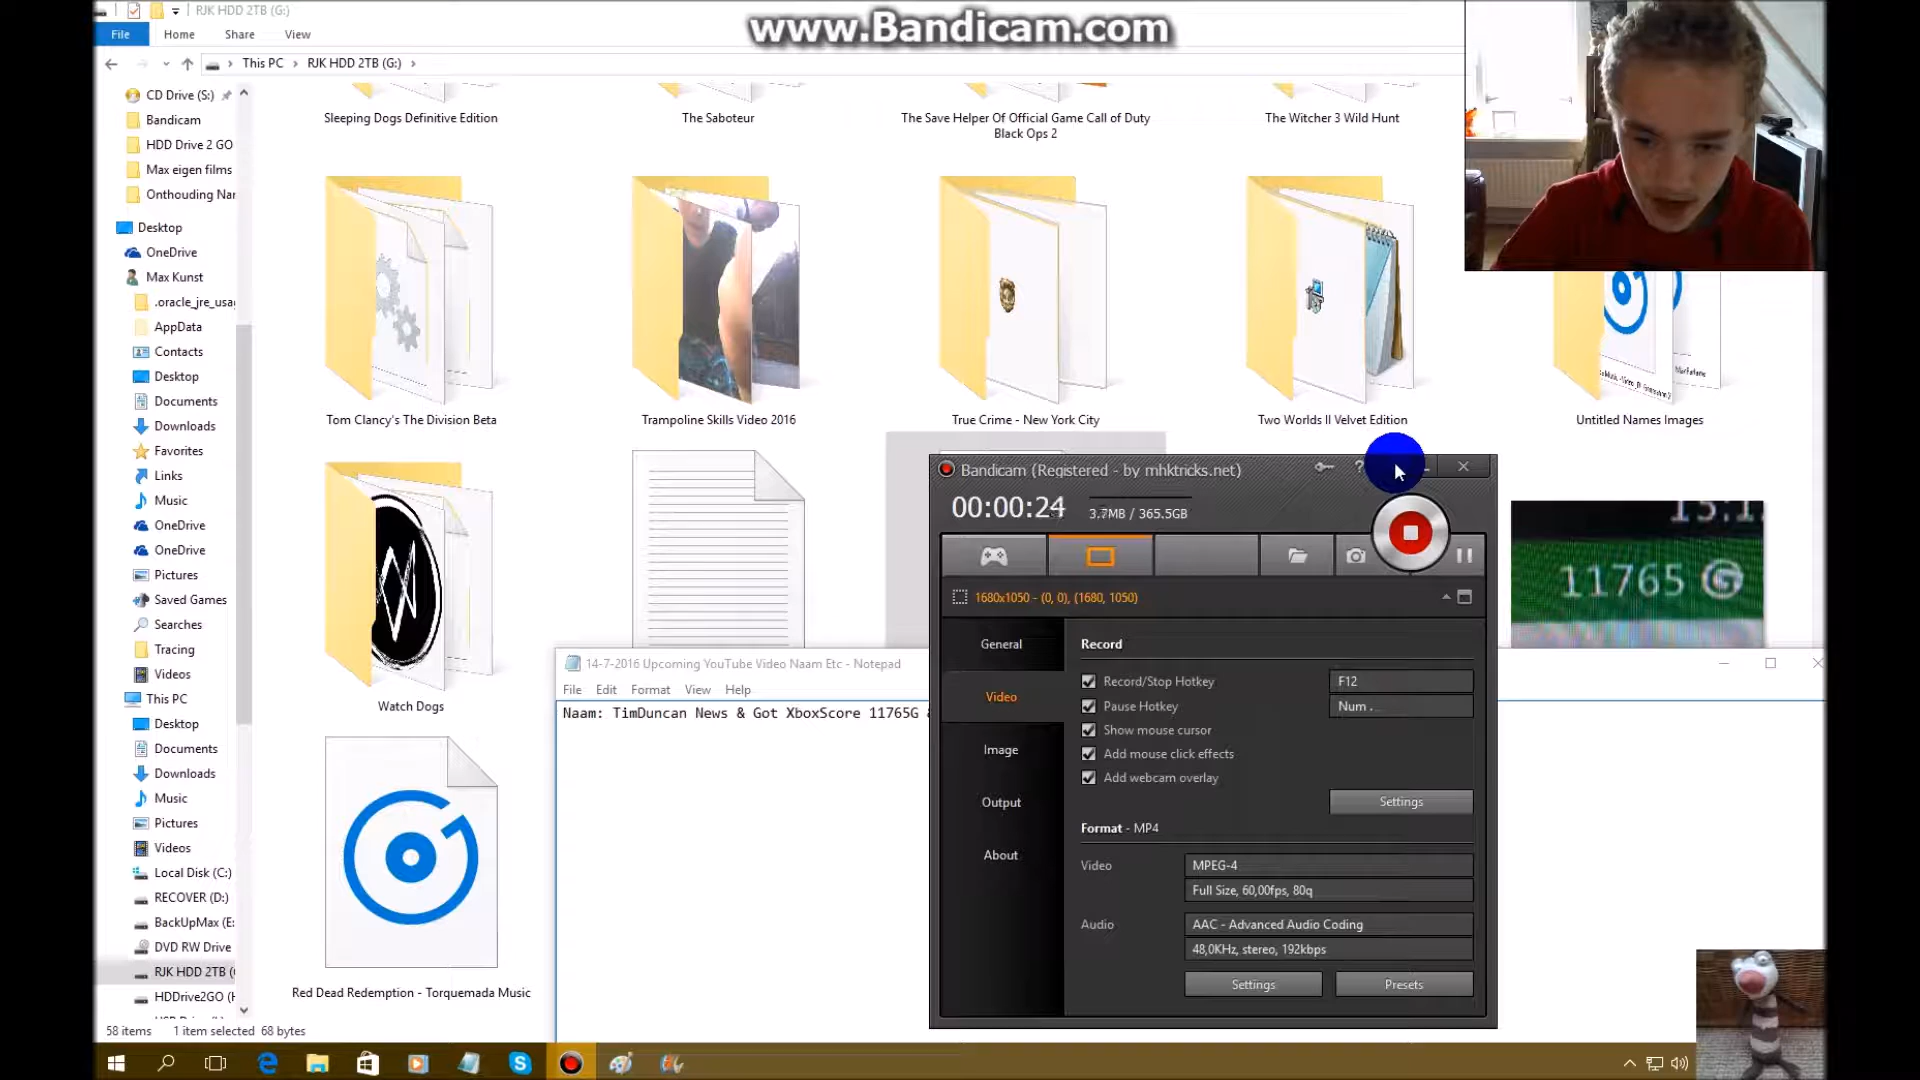 RJK HDD 2TB (G:)
www.Bandicam.com
File Home Share View
This PC RJK HDD 2TB (G:)
CD Drive (S:)
Bandicam
HDD Drive 2 GO
Max eigen films
Onthouding Nar
Desktop
OneDrive
Max Kunst
.oracle_jre_usa
AppData
Contacts
Desktop
Documents
Downloads
Favorites
Links
Music
OneDrive
OneDrive
Pictures
Saved Games
Searches
Tracing
Videos
This PC
Desktop
Documents
Downloads
Music
Pictures
Videos
Local Disk (C:)
RECOVER (D:)
BackUpMax (E:
DVD RW Drive
RJK HDD 2TB (
HDDrive2GO (
58 items 1 item selected 68 bytes
Sleeping Dogs Definitive Edition
The Saboteur
The Save Helper Of Official Game Call of Duty
Black Ops 2
The Witcher 3 Wild Hunt
Tom Clancy's The Division Beta
Trampoline Skills Video 2016
True Crime - New York City
Two Worlds II Velvet Edition
Untitled Names Images
Watch Dogs
Red Dead Redemption - Torquemada Music
11765 G
14-7-2016 Upcoming YouTube Video Naam Etc - Notepad
File Edit Format View Help
Naam: TimDuncan News & Got XboxScore 11765G
Bandicam (Registered - by mhktricks.net)
00:00:24 3.7MB / 365.5GB
1680x1050 - (0, 0), (1680, 1050)
General
Video
Image
Output
About
Record
Record/Stop Hotkey F12
Pause Hotkey Num .
Show mouse cursor
Add mouse click effects
Add webcam overlay
Settings
Format - MP4
Video MPEG-4
Full Size, 60,00fps, 80q
Audio AAC - Advanced Audio Coding
48,0KHz, stereo, 192kbps
Settings Presets